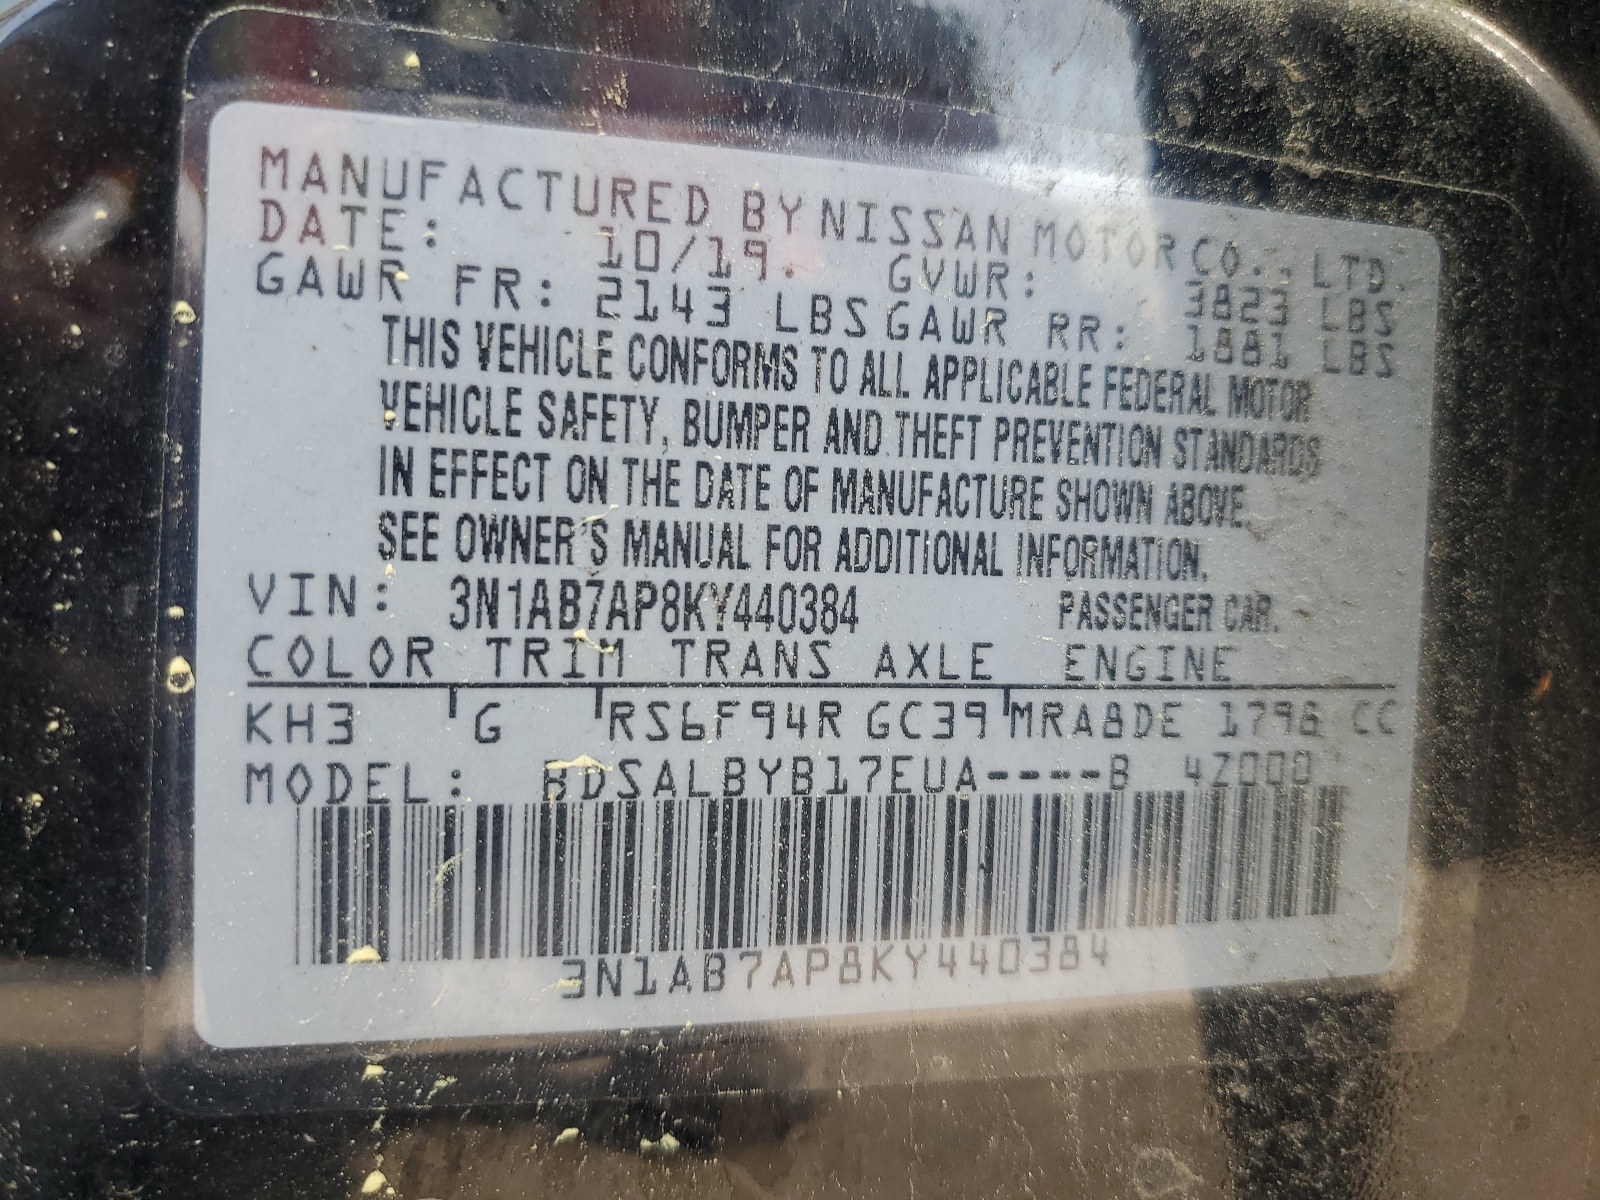 MANUFACTURED BY NISSAN MOTOR CO., LTD.
DATE: 10/19. GVWR: 3823 LBS
GAWR FR: 2143 LBS GAWR RR: 1881 LBS
THIS VEHICLE CONFORMS TO ALL APPLICABLE FEDERAL MOTOR
VEHICLE SAFETY, BUMPER AND THEFT PREVENTION STANDARDS
IN EFFECT ON THE DATE OF MANUFACTURE SHOWN ABOVE.
SEE OWNER'S MANUAL FOR ADDITIONAL INFORMATION.
VIN: 3N1AB7AP8KY440384 PASSENGER CAR.
COLOR TRIM TRANS AXLE ENGINE
KH3 G RS6F94R GC39 MRA8DE 1796 CC
MODEL: BDSALBYB17EUA----B 4Z000
3N1AB7AP8KY440384